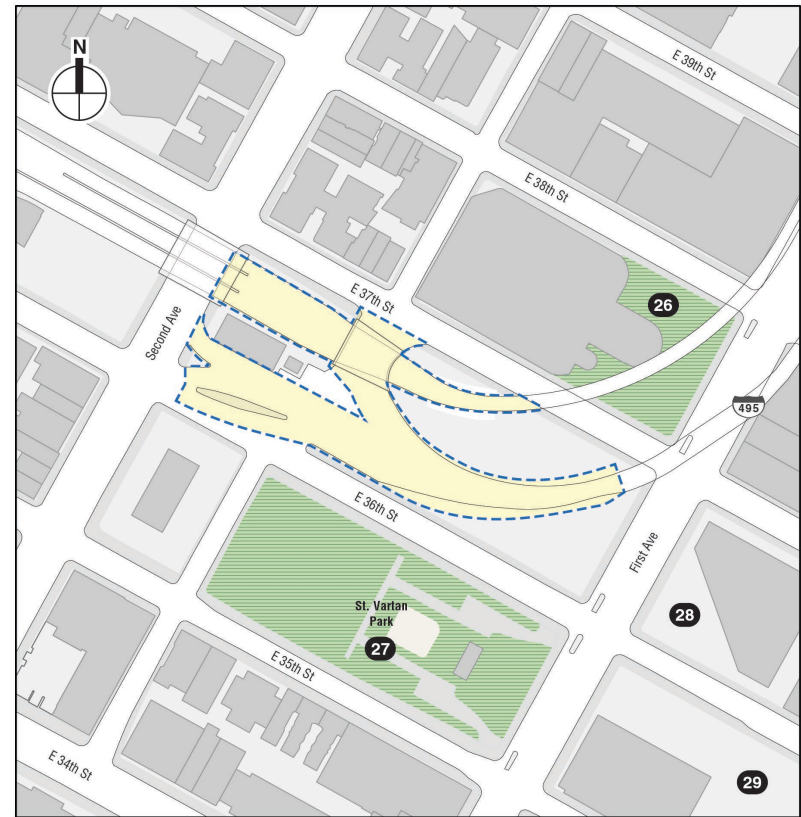 N
E 39th St
E 38th St
E 37th St
26
Second Ave
495
E 36th St
First Ave
St. Vartan
Park
27
28
E 35th St
E 34th St
29